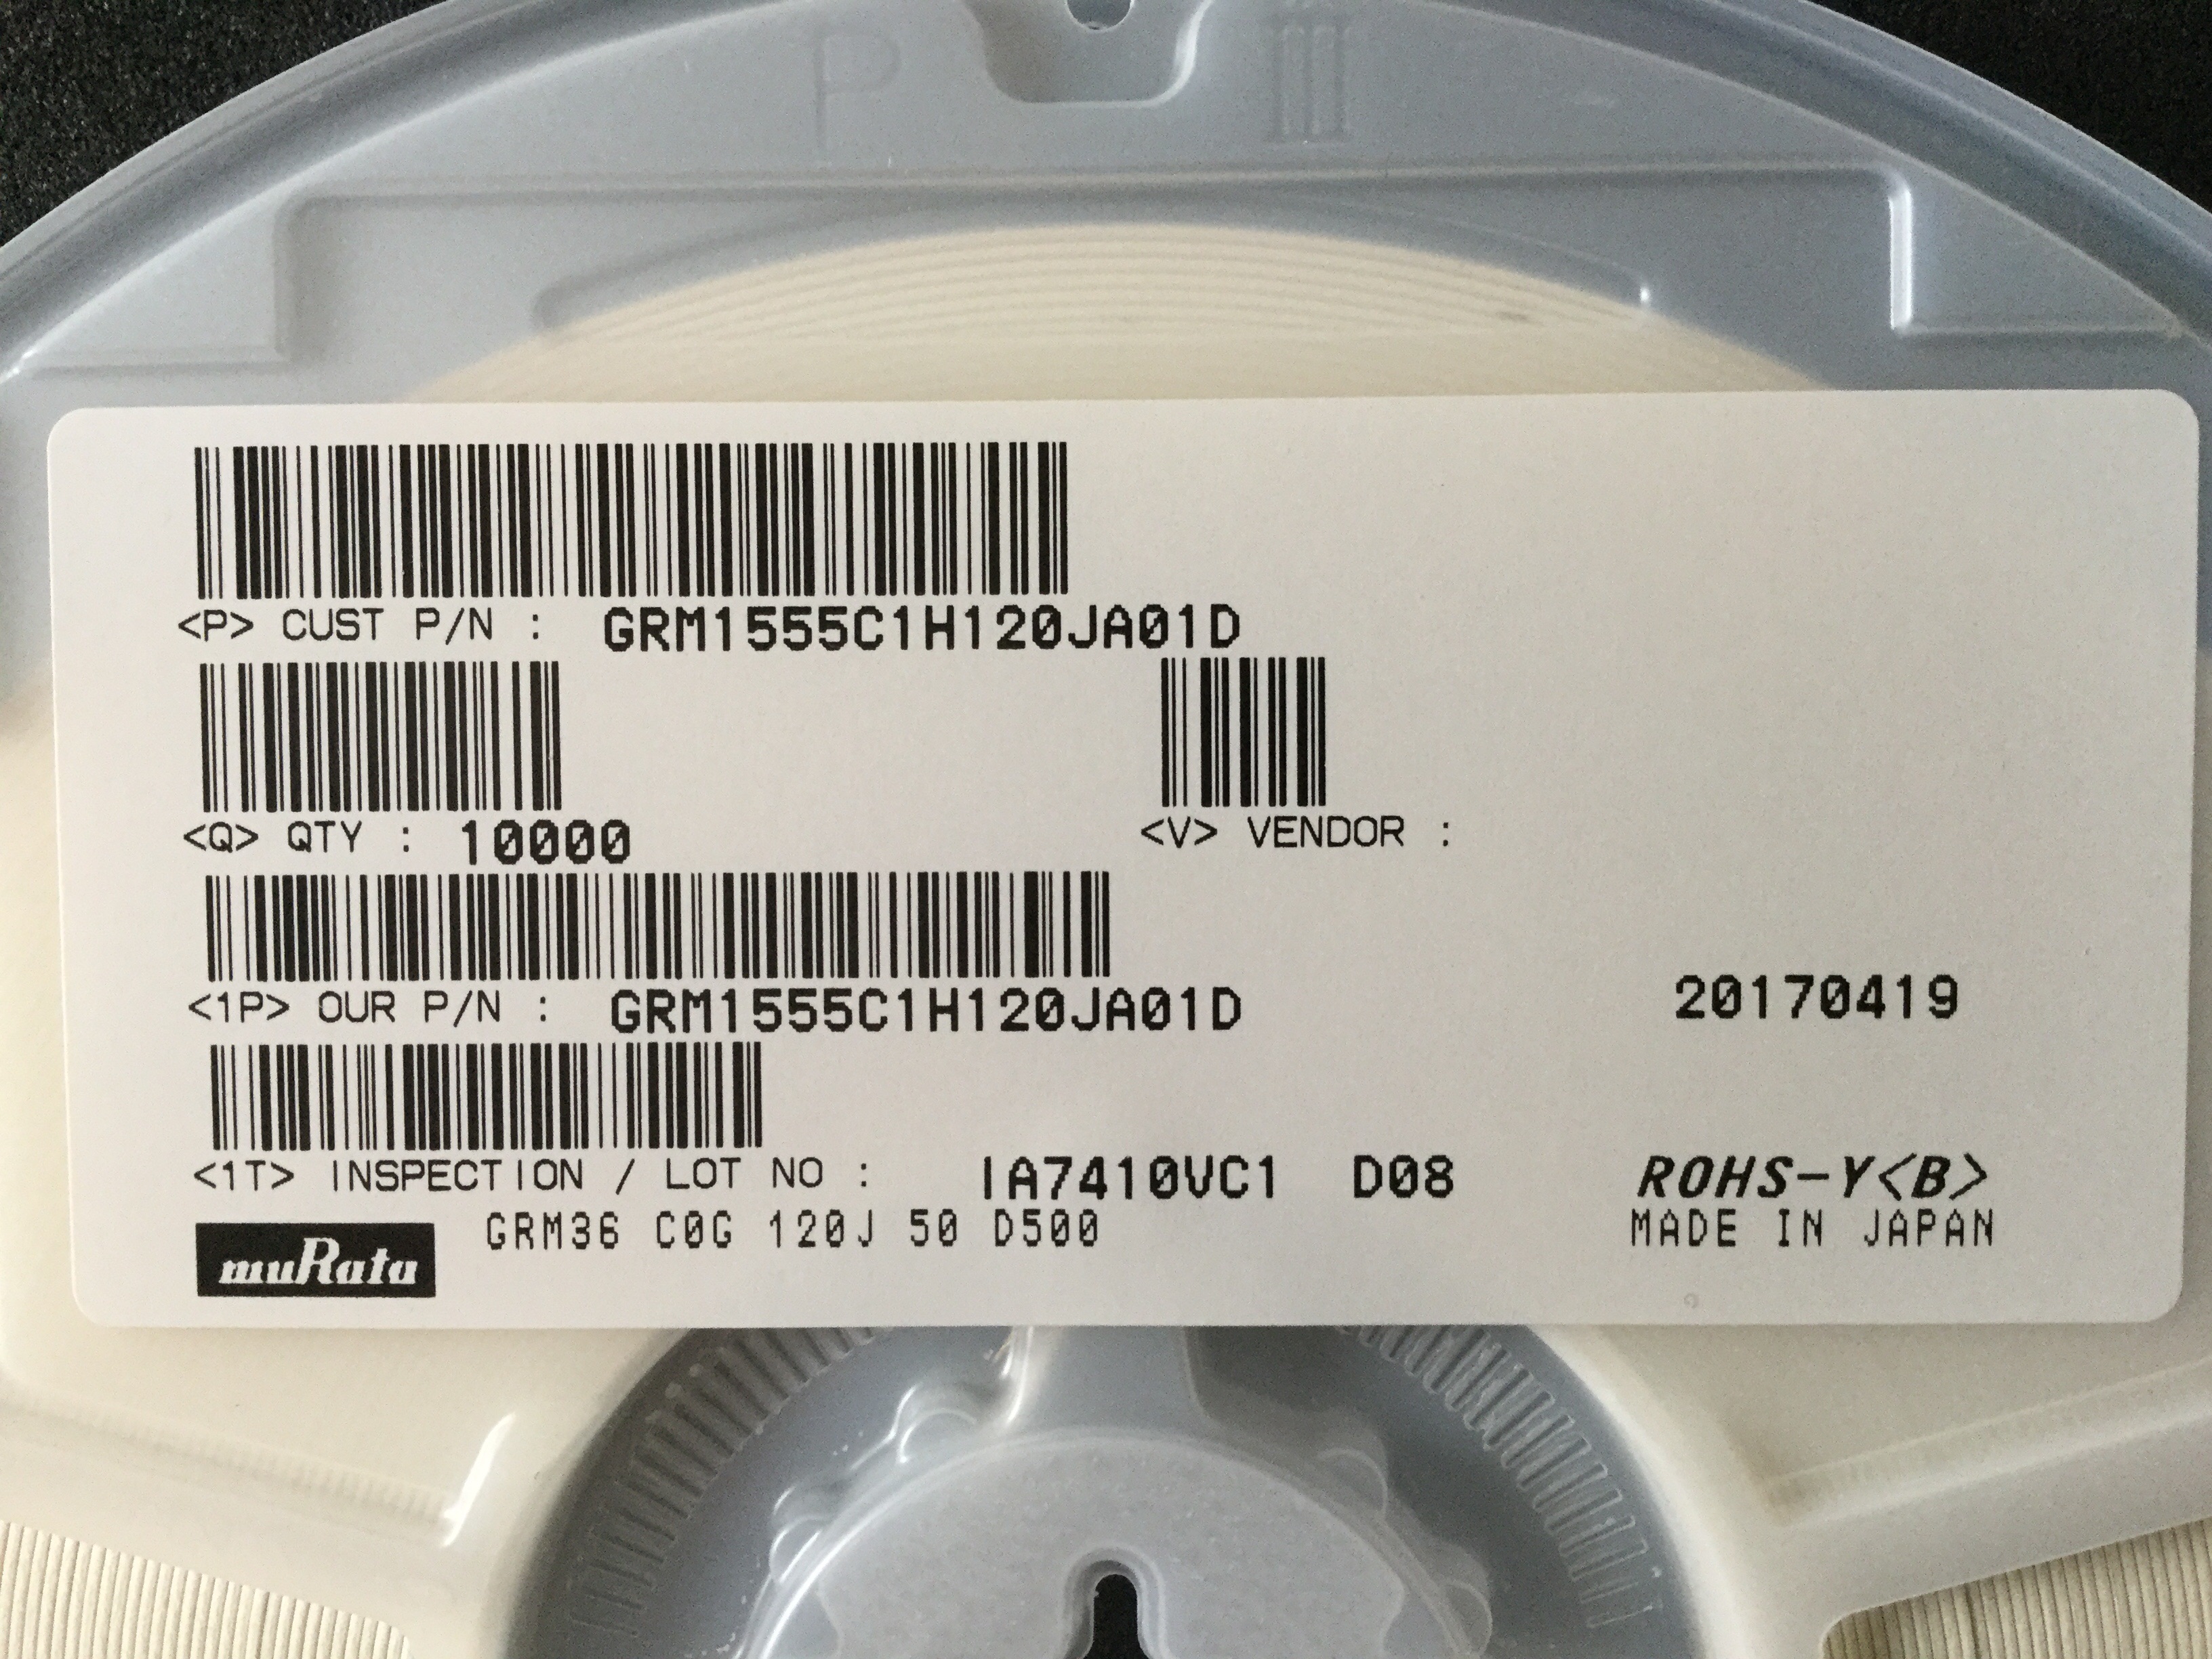 P III
<P> CUST P/N : GRM1555C1H120JA01D
<Q> QTY : 10000 <V> VENDOR :
<1P> OUR P/N : GRM1555C1H120JA01D 20170419
<1T> INSPECTION / LOT NO : IA7410VC1 D08 ROHS-Y<B>
muRata GRM36 C0G 120J 50 D500 MADE IN JAPAN